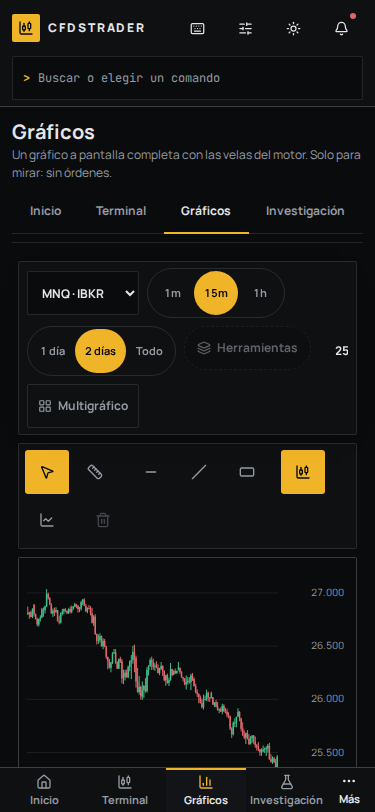 CFDSTRADER
> Buscar o elegir un comando
Gráficos
Un gráfico a pantalla completa con las velas del motor. Solo para
mirar: sin órdenes.
Inicio Terminal Gráficos Investigación
MNQ·IBKR 1m 15m 1h
1 día 2 días Todo Herramientas 25
Multigráfico
27.000
26.500
26.000
25.500
Inicio Terminal Gráficos Investigación Más